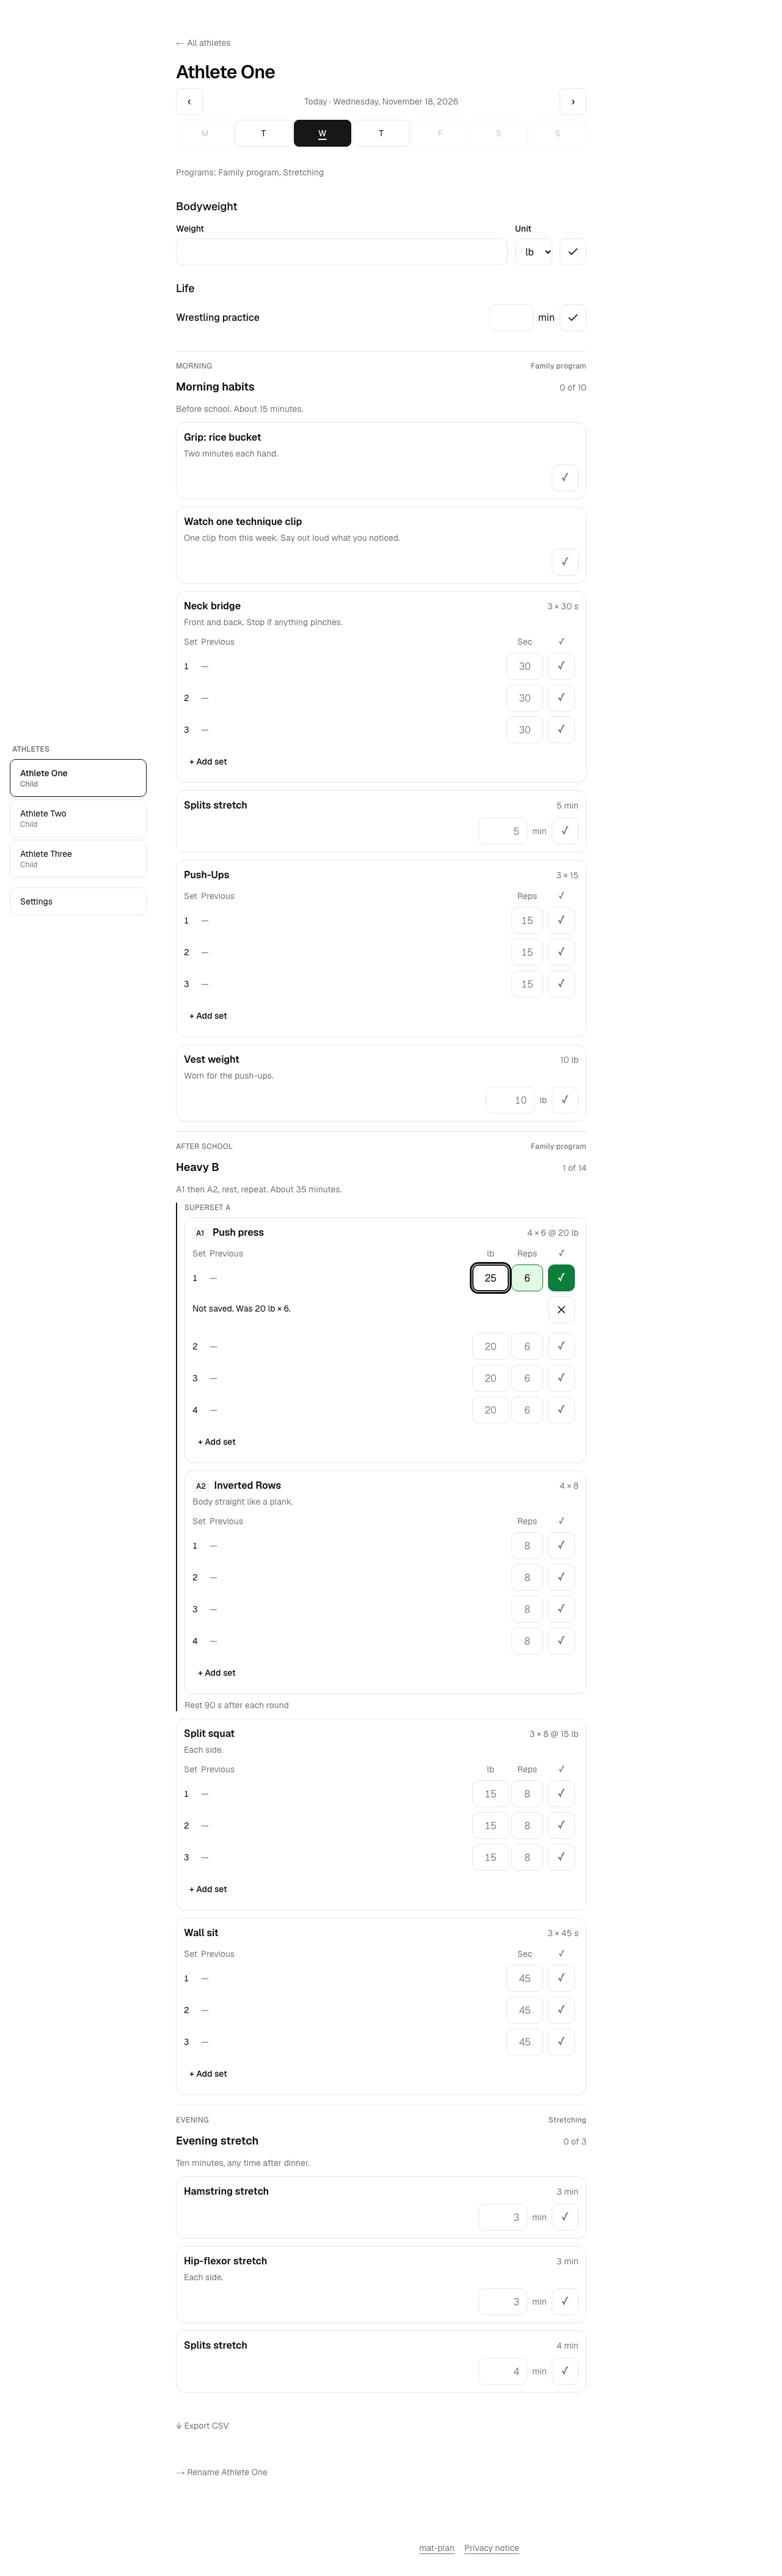 ← All athletes
Athlete One
‹ Today · Wednesday, November 18, 2026 ›
M T W T F S S
Programs: Family program, Stretching
Bodyweight
Weight Unit
lb ✓
Life
Wrestling practice min ✓
MORNING Family program
Morning habits 0 of 10
Before school. About 15 minutes.
Grip: rice bucket
Two minutes each hand.
✓
Watch one technique clip
One clip from this week. Say out loud what you noticed.
✓
Neck bridge 3 × 30 s
Front and back. Stop if anything pinches.
Set Previous Sec ✓
1 — 30 ✓
2 — 30 ✓
3 — 30 ✓
+ Add set
ATHLETES
Athlete One
Child
Athlete Two
Child
Athlete Three
Child
Settings
Splits stretch 5 min
5 min ✓
Push-Ups 3 × 15
Set Previous Reps ✓
1 — 15 ✓
2 — 15 ✓
3 — 15 ✓
+ Add set
Vest weight 10 lb
Worn for the push-ups.
10 lb ✓
AFTER SCHOOL Family program
Heavy B 1 of 14
A1 then A2, rest, repeat. About 35 minutes.
SUPERSET A
A1 Push press 4 × 6 @ 20 lb
Set Previous lb Reps ✓
1 — 25 6 ✓
Not saved. Was 20 lb × 6. ×
2 — 20 6 ✓
3 — 20 6 ✓
4 — 20 6 ✓
+ Add set
A2 Inverted Rows 4 × 8
Body straight like a plank.
Set Previous Reps ✓
1 — 8 ✓
2 — 8 ✓
3 — 8 ✓
4 — 8 ✓
+ Add set
Rest 90 s after each round
Split squat 3 × 8 @ 15 lb
Each side.
Set Previous lb Reps ✓
1 — 15 8 ✓
2 — 15 8 ✓
3 — 15 8 ✓
+ Add set
Wall sit 3 × 45 s
Set Previous Sec ✓
1 — 45 ✓
2 — 45 ✓
3 — 45 ✓
+ Add set
EVENING Stretching
Evening stretch 0 of 3
Ten minutes, any time after dinner.
Hamstring stretch 3 min
3 min ✓
Hip-flexor stretch 3 min
Each side.
3 min ✓
Splits stretch 4 min
4 min ✓
↓ Export CSV
→ Rename Athlete One
mat-plan Privacy notice